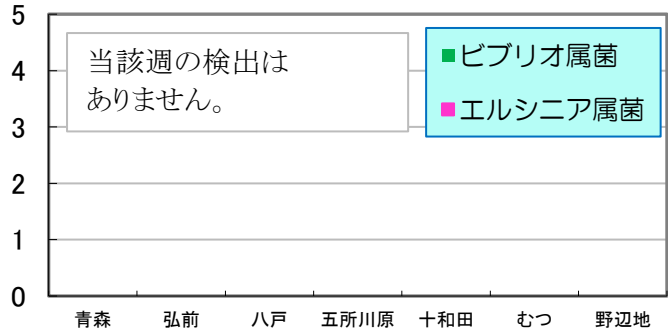 5
4
3
2
1
0
当該週の検出は
ありません。
ビブリオ属菌
エルシニア属菌
青森 弘前 八戸 五所川原 十和田 むつ 野辺地